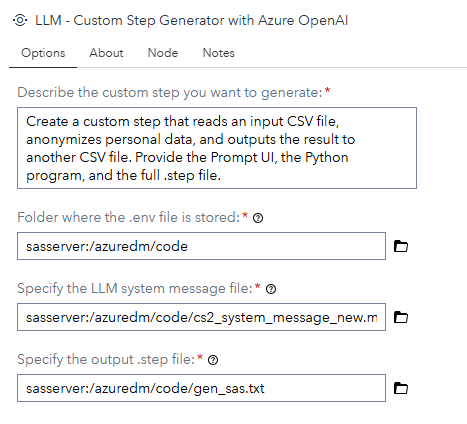 LLM - Custom Step Generator with Azure OpenAI
Options About Node Notes
Describe the custom step you want to generate:*
Create a custom step that reads an input CSV file,
anonymizes personal data, and outputs the result to
another CSV file. Provide the Prompt UI, the Python
program, and the full .step file.
Folder where the .env file is stored:* ?
sasserver:/azuredm/code
Specify the LLM system message file:* ?
sasserver:/azuredm/code/cs2_system_message_new.m
Specify the output .step file:* ?
sasserver:/azuredm/code/gen_sas.txt